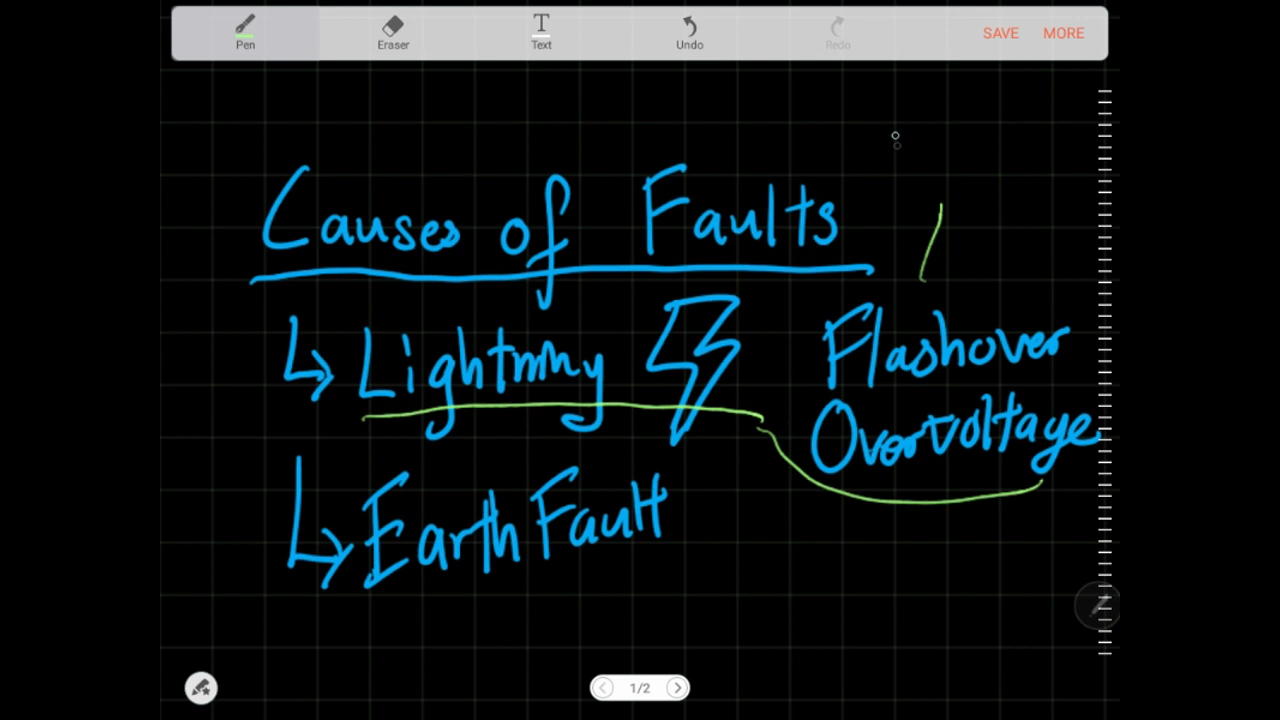 Pen Eraser Text Undo Redo SAVE MORE
T
Causes of Faults
Lightning
Flashover
Overvoltage
Earth Fault
1/2